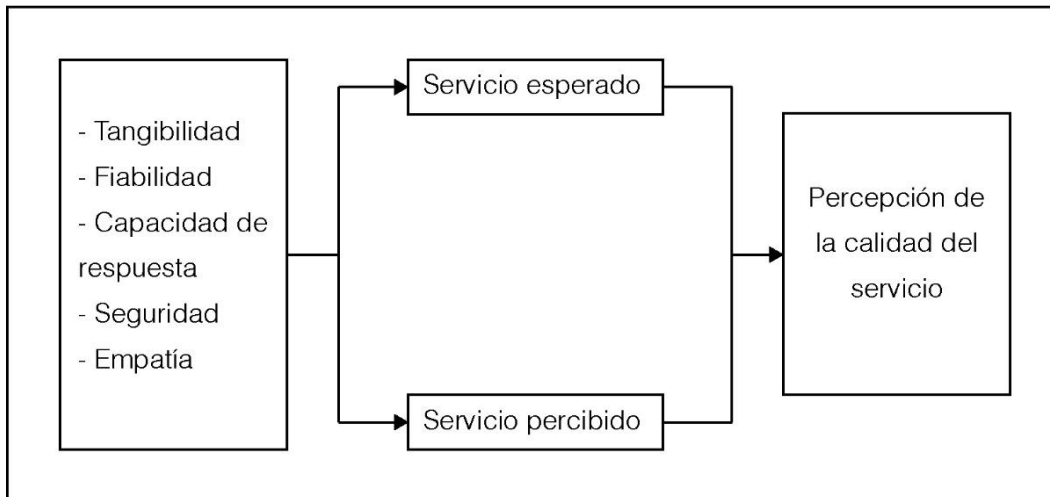 - Tangibilidad
- Fiabilidad
- Capacidad de
respuesta
- Seguridad
- Empatía
Servicio esperado
Servicio percibido
Percepción de
la calidad del
servicio